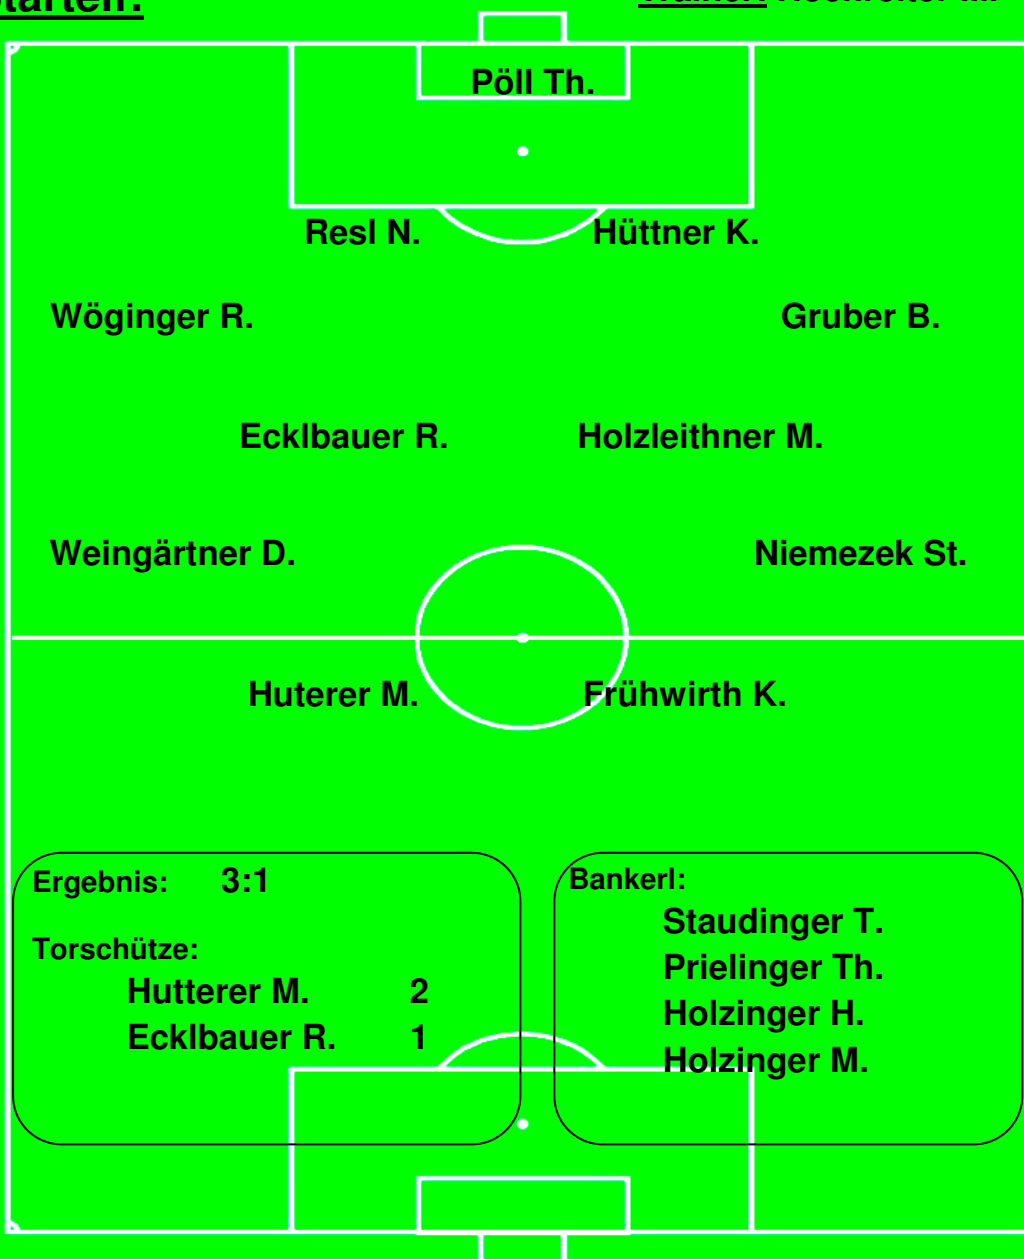 Pöll Th.
Resl N. Hüttner K.
Wöginger R. Gruber B.
Ecklbauer R. Holzleithner M.
Weingärtner D. Niemezek St.
Huterer M. Frühwirth K.
Ergebnis: 3:1
Torschütze:
Hutterer M. 2
Ecklbauer R. 1
Bankerl:
Staudinger T.
Prielinger Th.
Holzinger H.
Holzinger M.